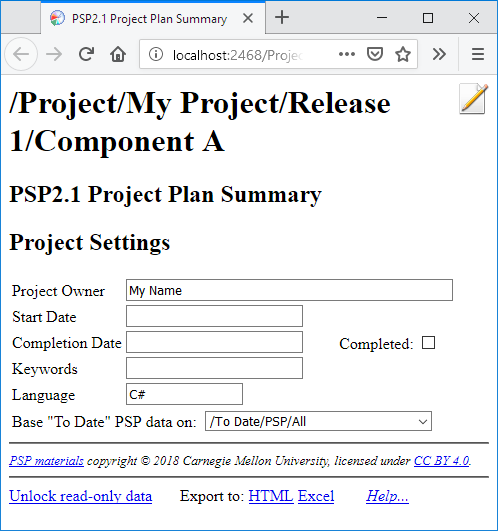 PSP2.1 Project Plan Summary
localhost:2468/Projec
/Project/My Project/Release
1/Component A
PSP2.1 Project Plan Summary
Project Settings
Project Owner My Name
Start Date
Completion Date Completed:
Keywords
Language C#
Base "To Date" PSP data on: /To Date/PSP/All
PSP materials copyright © 2018 Carnegie Mellon University, licensed under CC BY 4.0.
Unlock read-only data Export to: HTML Excel Help...